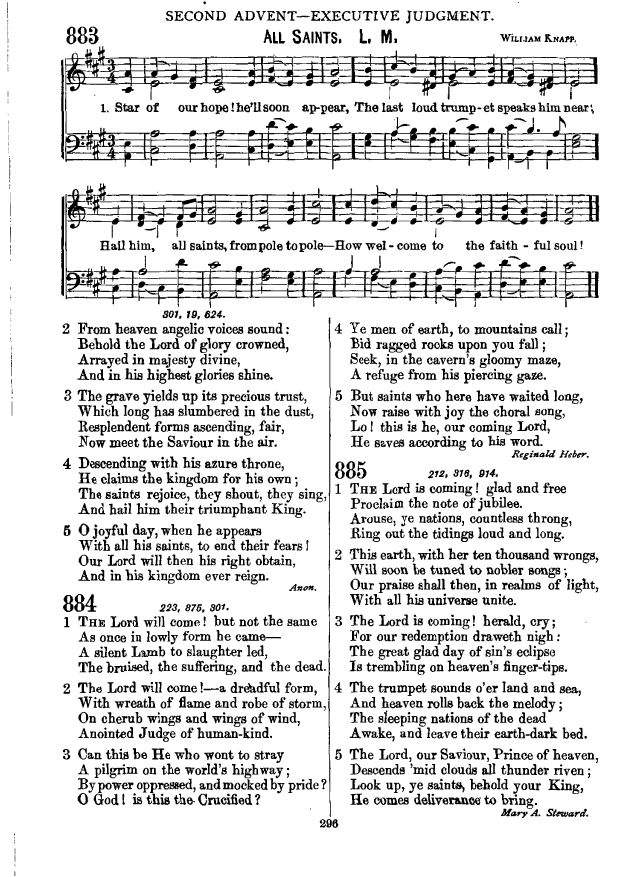 SECOND ADVENT—EXECUTIVE JUDGMENT.
883
ALL SAINTS. L. M.
WILLIAM KNAPP.
1. Star of our hope! he'll soon ap-pear, The last loud trump-et speaks him near;
Hail him, all saints, from pole to pole—How wel - come to the faith - ful soul!
301, 19, 624.
2 From heaven angelic voices sound:
Behold the Lord of glory crowned,
Arrayed in majesty divine,
And in his highest glories shine.
3 The grave yields up its precious trust,
Which long has slumbered in the dust,
Resplendent forms ascending, fair,
Now meet the Saviour in the air.
4 Descending with his azure throne,
He claims the kingdom for his own;
The saints rejoice, they shout, they sing,
And hail him their triumphant King.
5 O joyful day, when he appears
With all his saints, to end their fears!
Our Lord will then his right obtain,
And in his kingdom ever reign.
Anon.
884
223, 875, 301.
1 THE Lord will come! but not the same
As once in lowly form he came—
A silent Lamb to slaughter led,
The bruised, the suffering, and the dead.
2 The Lord will come!—a dreadful form,
With wreath of flame and robe of storm,
On cherub wings and wings of wind,
Anointed Judge of human-kind.
3 Can this be He who wont to stray
A pilgrim on the world's highway;
By power oppressed, and mocked by pride?
O God! is this the Crucified?
4 Ye men of earth, to mountains call;
Bid ragged rocks upon you fall;
Seek, in the cavern's gloomy maze,
A refuge from his piercing gaze.
5 But saints who here have waited long,
Now raise with joy the choral song,
Lo! this is he, our coming Lord,
He saves according to his word.
Reginald Heber.
885
212, 316, 914.
1 THE Lord is coming! glad and free
Proclaim the note of jubilee.
Arouse, ye nations, countless throng,
Ring out the tidings loud and long.
2 This earth, with her ten thousand wrongs,
Will soon be tuned to nobler songs;
Our praise shall then, in realms of light,
With all his universe unite.
3 The Lord is coming! herald, cry;
For our redemption draweth nigh:
The great glad day of sin's eclipse
Is trembling on heaven's finger-tips.
4 The trumpet sounds o'er land and sea,
And heaven rolls back the melody;
The sleeping nations of the dead
Awake, and leave their earth-dark bed.
5 The Lord, our Saviour, Prince of heaven,
Descends 'mid clouds all thunder riven;
Look up, ye saints, behold your King,
He comes deliverance to bring.
Mary A. Steward.
296